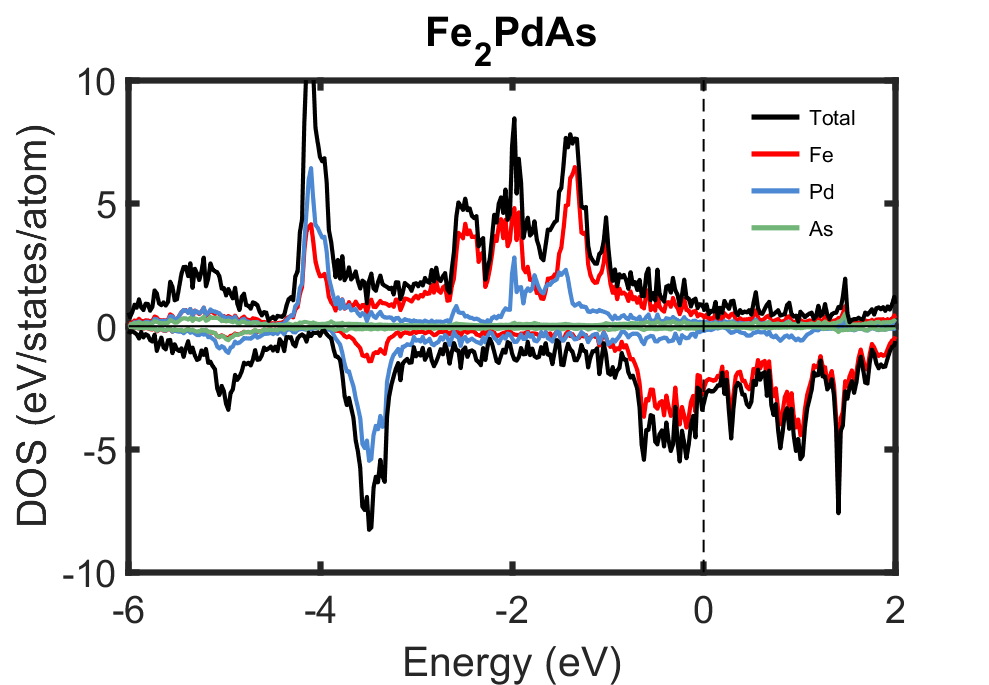 Fe₂PdAs
DOS (eV/states/atom)
10
5
0
-5
-10
Total
Fe
Pd
As
-6 -4 -2 0 2
Energy (eV)